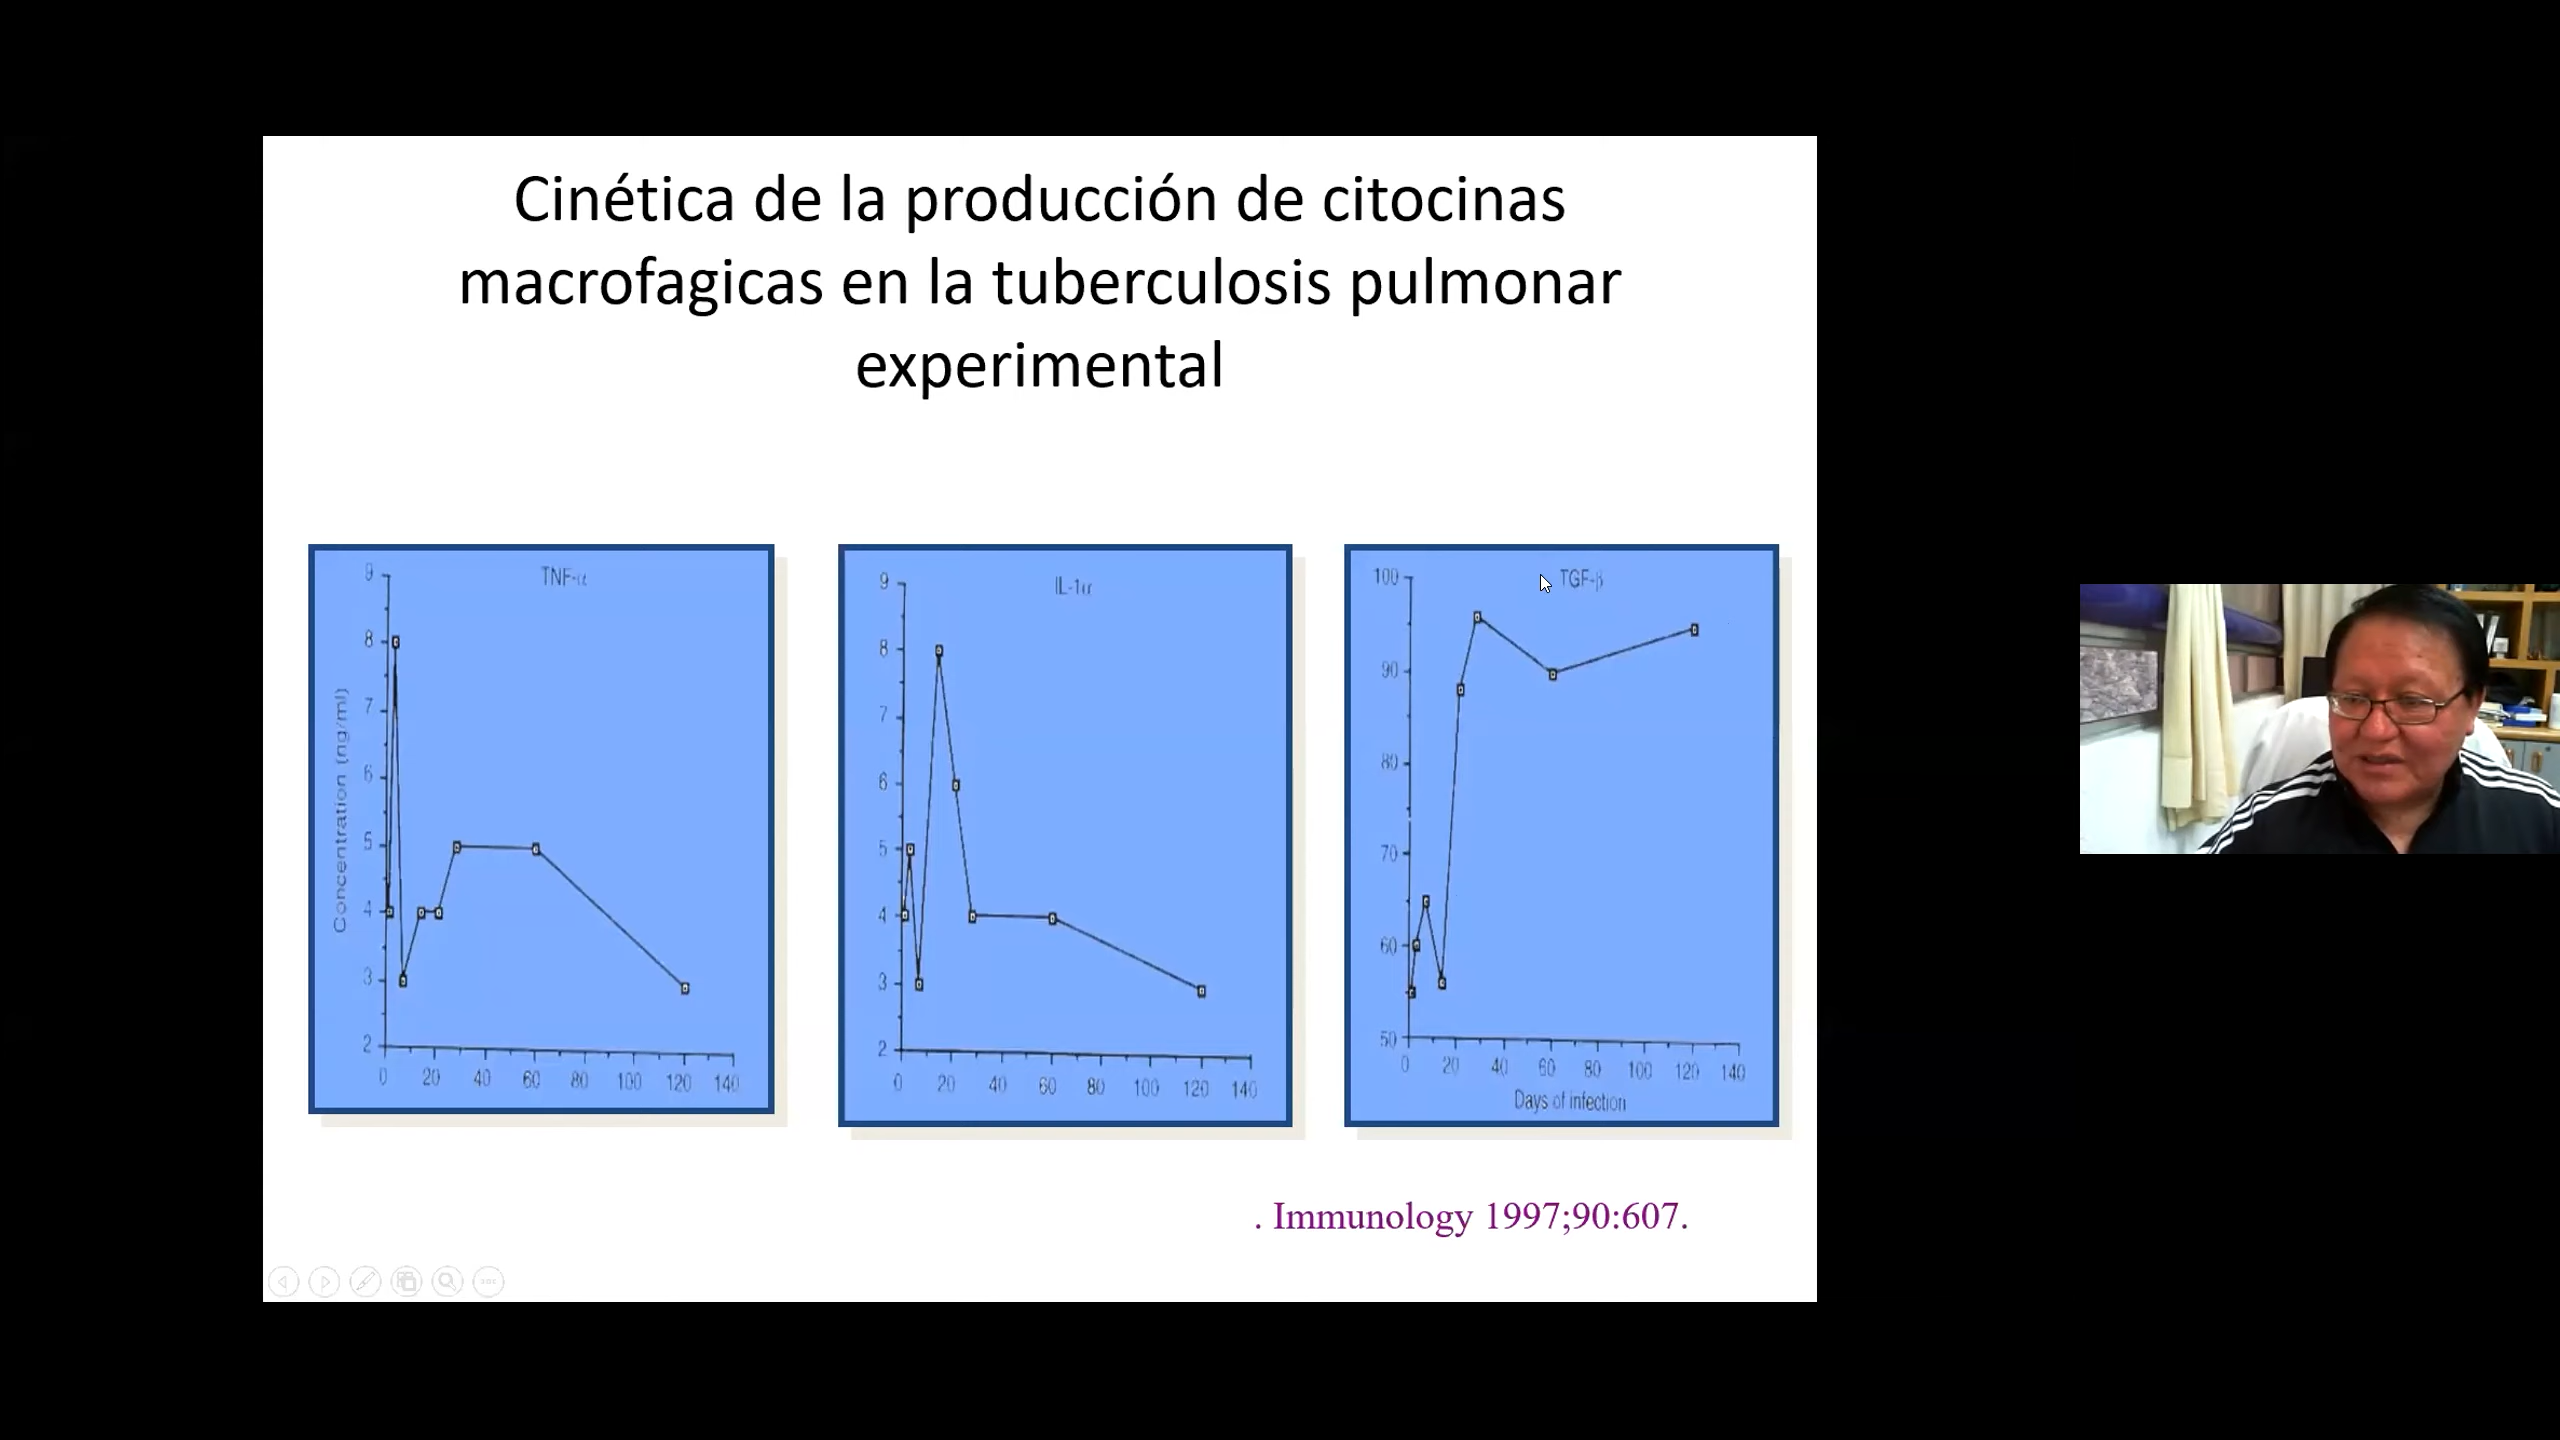 Cinética de la producción de citocinas
macrofagicas en la tuberculosis pulmonar
experimental
TNF-α
Concentration (ng/ml)
9
8
7
6
5
4
3
2
0 20 40 60 80 100 120 140
IL-1α
9
8
7
6
5
4
3
2
0 20 40 60 80 100 120 140
TGF-β
100
90
80
70
60
50
0 20 40 60 80 100 120 140
Days of infection
. Immunology 1997;90:607.